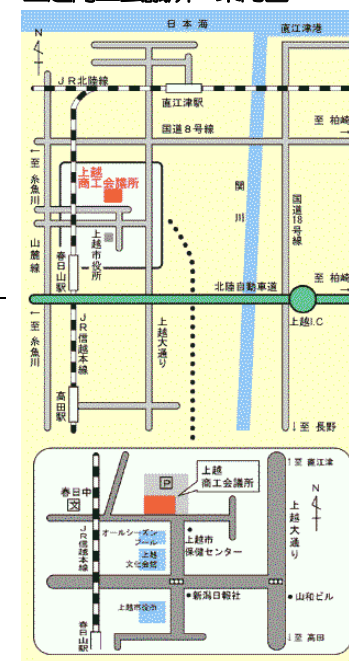 日本海
直江津港
N
JR北陸線
直江津駅
至 柏崎
国道8号線
上越
商工会議所
至 糸魚川
関川
国道18号線
上越市役所
山麓線
春日山駅
至 柏崎
北陸自動車道
上越I.C
至 糸魚川
JR信越本線
上越大通り
高田駅
至 長野
上越
商工会議所
至 直江津
P
春日中
文
N
上越大通り
オールシーズン
プール
上越市
保健センター
JR信越本線
上越
文化会館
新潟日報社
山和ビル
上越市役所
春日山駅
至 高田